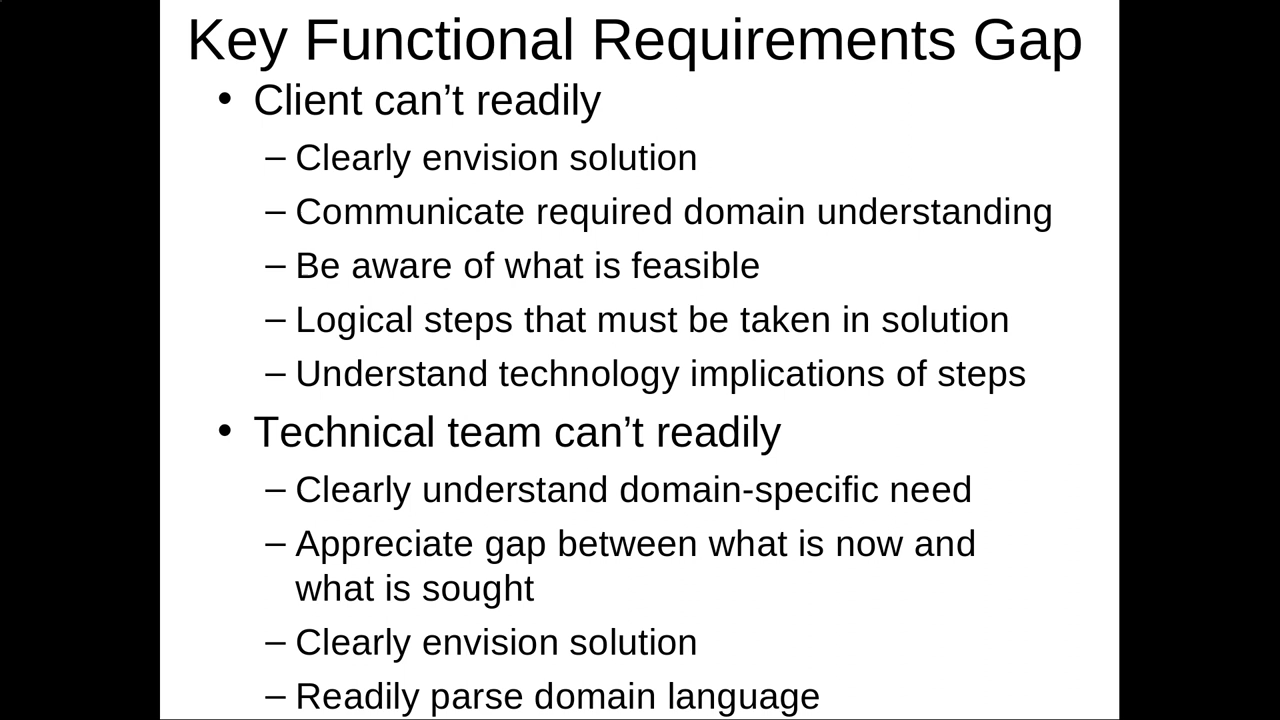 Key Functional Requirements Gap
• Client can’t readily
– Clearly envision solution
– Communicate required domain understanding
– Be aware of what is feasible
– Logical steps that must be taken in solution
– Understand technology implications of steps
• Technical team can’t readily
– Clearly understand domain-specific need
– Appreciate gap between what is now and
what is sought
– Clearly envision solution
– Readily parse domain language